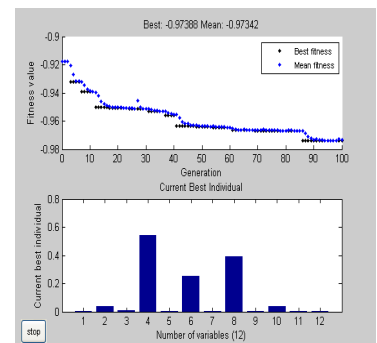 Best: -0.97388 Mean: -0.97342
Fitness value
-0.9
-0.92
-0.94
-0.96
-0.98
Best fitness
Mean fitness
0 10 20 30 40 50 60 70 80 90 100
Generation
Current Best Individual
Current best individual
0.8
0.6
0.4
0.2
0
1 2 3 4 5 6 7 8 9 10 11 12
Number of variables (12)
stop